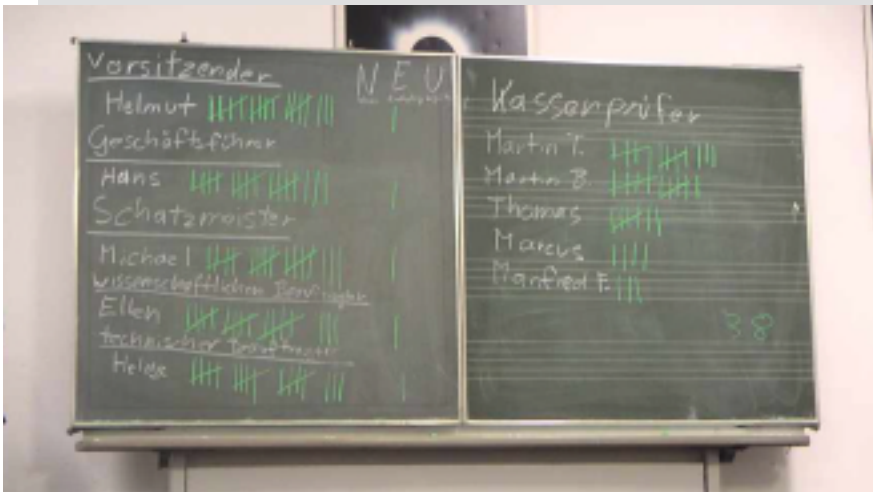 Vorsitzender N E U
Helmut
Geschäftsführer
Hans
Schatzmeister
Michael
wissenschaftlicher Beauftragter
Ellen
technischer Beauftragter
Helge
Kassenprüfer
Martin T.
Martin B.
Thomas
Marcus
Manfred F.
38